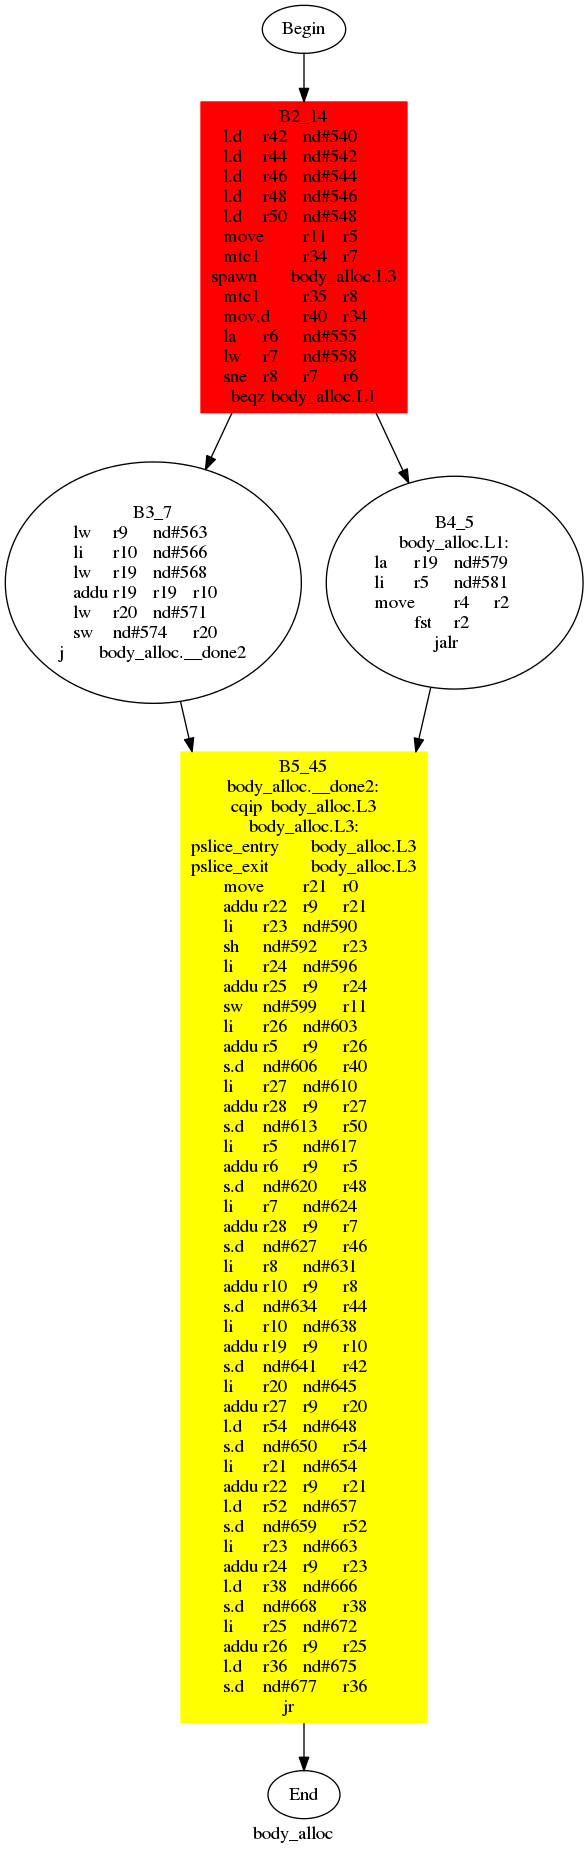 Begin
B2_14
l.d r42 nd#540
l.d r44 nd#542
l.d r46 nd#544
l.d r48 nd#546
l.d r50 nd#548
move r11 r5
mtc1 r34 r7
spawn body_alloc.L3
mtc1 r35 r8
mov.d r40 r34
la r6 nd#555
lw r7 nd#558
sne r8 r7 r6
beqz body_alloc.L1
B3_7
lw r9 nd#563
li r10 nd#566
lw r19 nd#568
addu r19 r19 r10
lw r20 nd#571
sw nd#574 r20
j body_alloc.__done2
B4_5
body_alloc.L1:
la r19 nd#579
li r5 nd#581
move r4 r2
fst r2
jalr
B5_45
body_alloc.__done2:
cqip body_alloc.L3
body_alloc.L3:
pslice_entry body_alloc.L3
pslice_exit body_alloc.L3
move r21 r0
addu r22 r9 r21
li r23 nd#590
sh nd#592 r23
li r24 nd#596
addu r25 r9 r24
sw nd#599 r11
li r26 nd#603
addu r5 r9 r26
s.d nd#606 r40
li r27 nd#610
addu r28 r9 r27
s.d nd#613 r50
li r5 nd#617
addu r6 r9 r5
s.d nd#620 r48
li r7 nd#624
addu r28 r9 r7
s.d nd#627 r46
li r8 nd#631
addu r10 r9 r8
s.d nd#634 r44
li r10 nd#638
addu r19 r9 r10
s.d nd#641 r42
li r20 nd#645
addu r27 r9 r20
l.d r54 nd#648
s.d nd#650 r54
li r21 nd#654
addu r22 r9 r21
l.d r52 nd#657
s.d nd#659 r52
li r23 nd#663
addu r24 r9 r23
l.d r38 nd#666
s.d nd#668 r38
li r25 nd#672
addu r26 r9 r25
l.d r36 nd#675
s.d nd#677 r36
jr
End
body_alloc